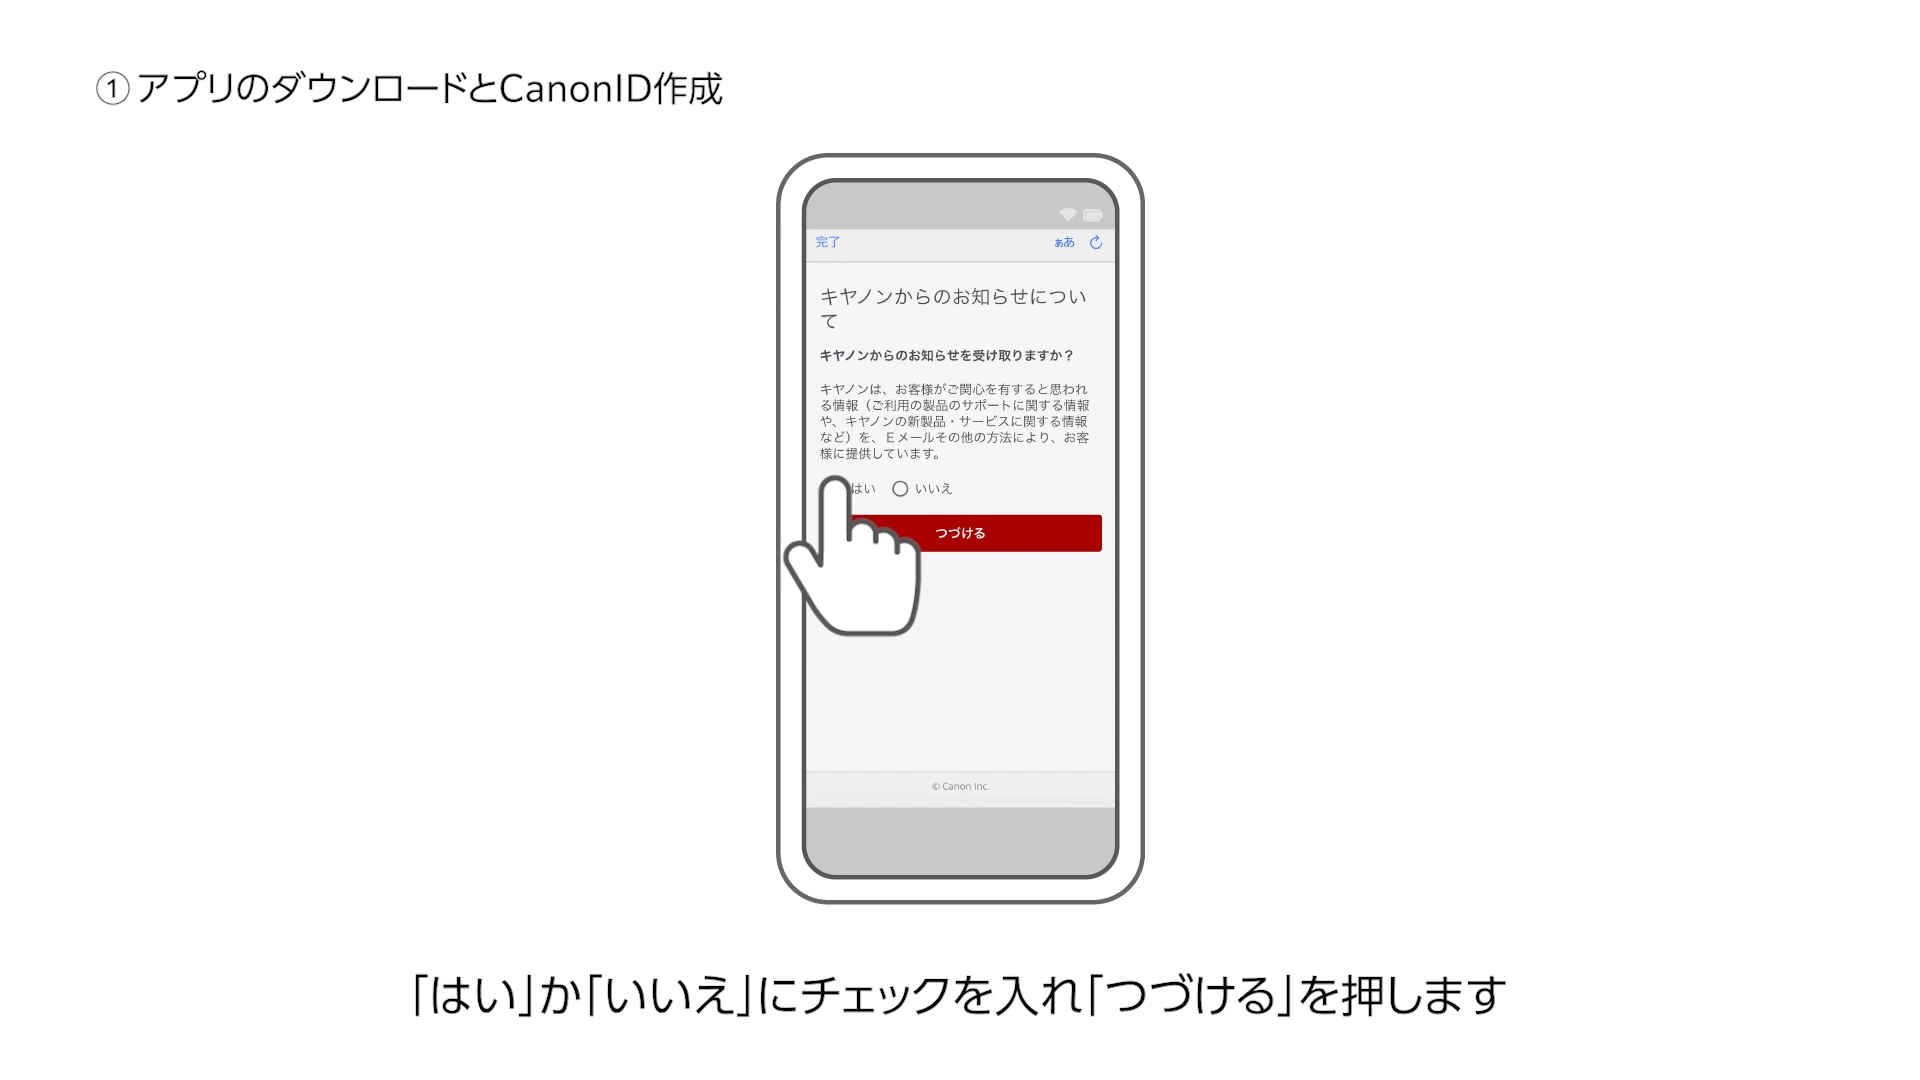 ① アプリのダウンロードとCanonID作成
完了
ぁあ
キヤノンからのお知らせについ
て
キヤノンからのお知らせを受け取りますか？
キヤノンは、お客様がご関心を有すると思われ
る情報（ご利用の製品のサポートに関する情報
や、キヤノンの新製品・サービスに関する情報
など）を、Ｅメールその他の方法により、お客
様に提供しています。
はい いいえ
つづける
© Canon Inc.
「はい」か「いいえ」にチェックを入れ「つづける」を押します